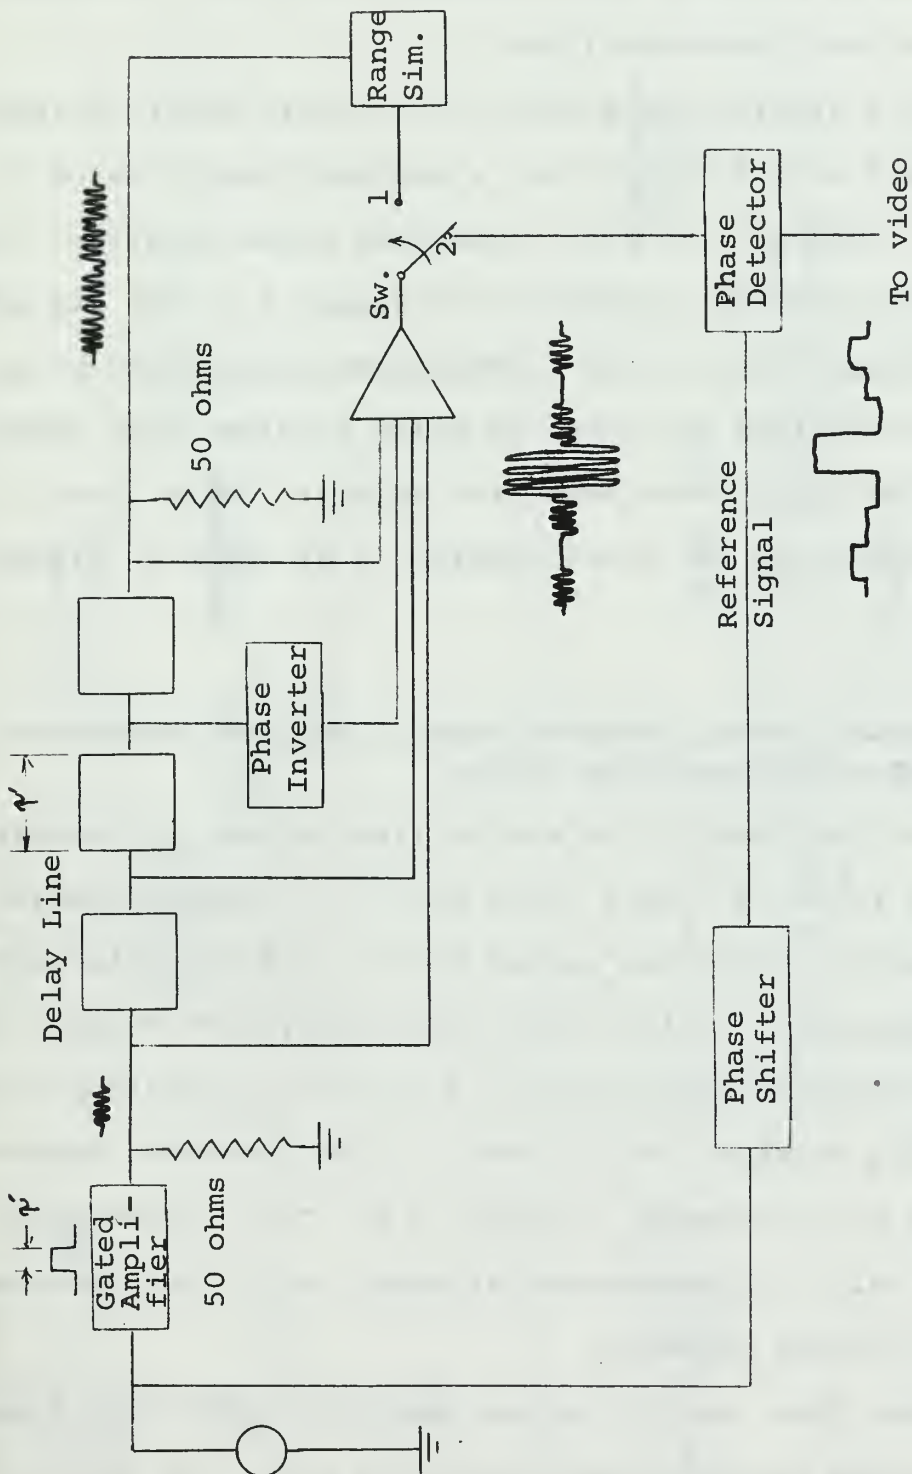 τ
Gated
Ampli-
fier
50 ohms
Delay Line
τ
Phase
Inverter
50 ohms
Sw.
1
2
Range
Sim.
Phase
Shifter
Reference
Signal
Phase
Detector
To video